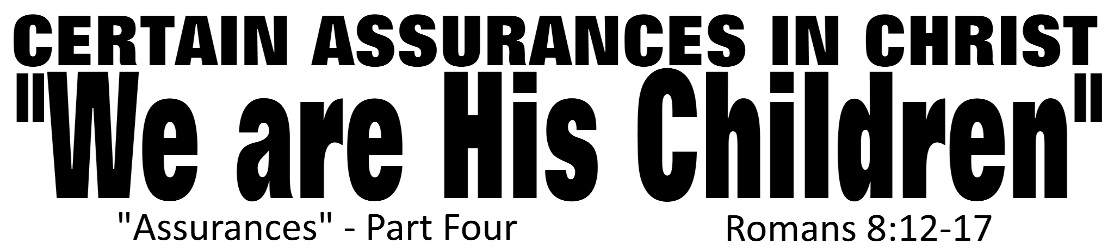 CERTAIN ASSURANCES IN CHRIST
"We are His Children"
"Assurances" - Part Four Romans 8:12-17